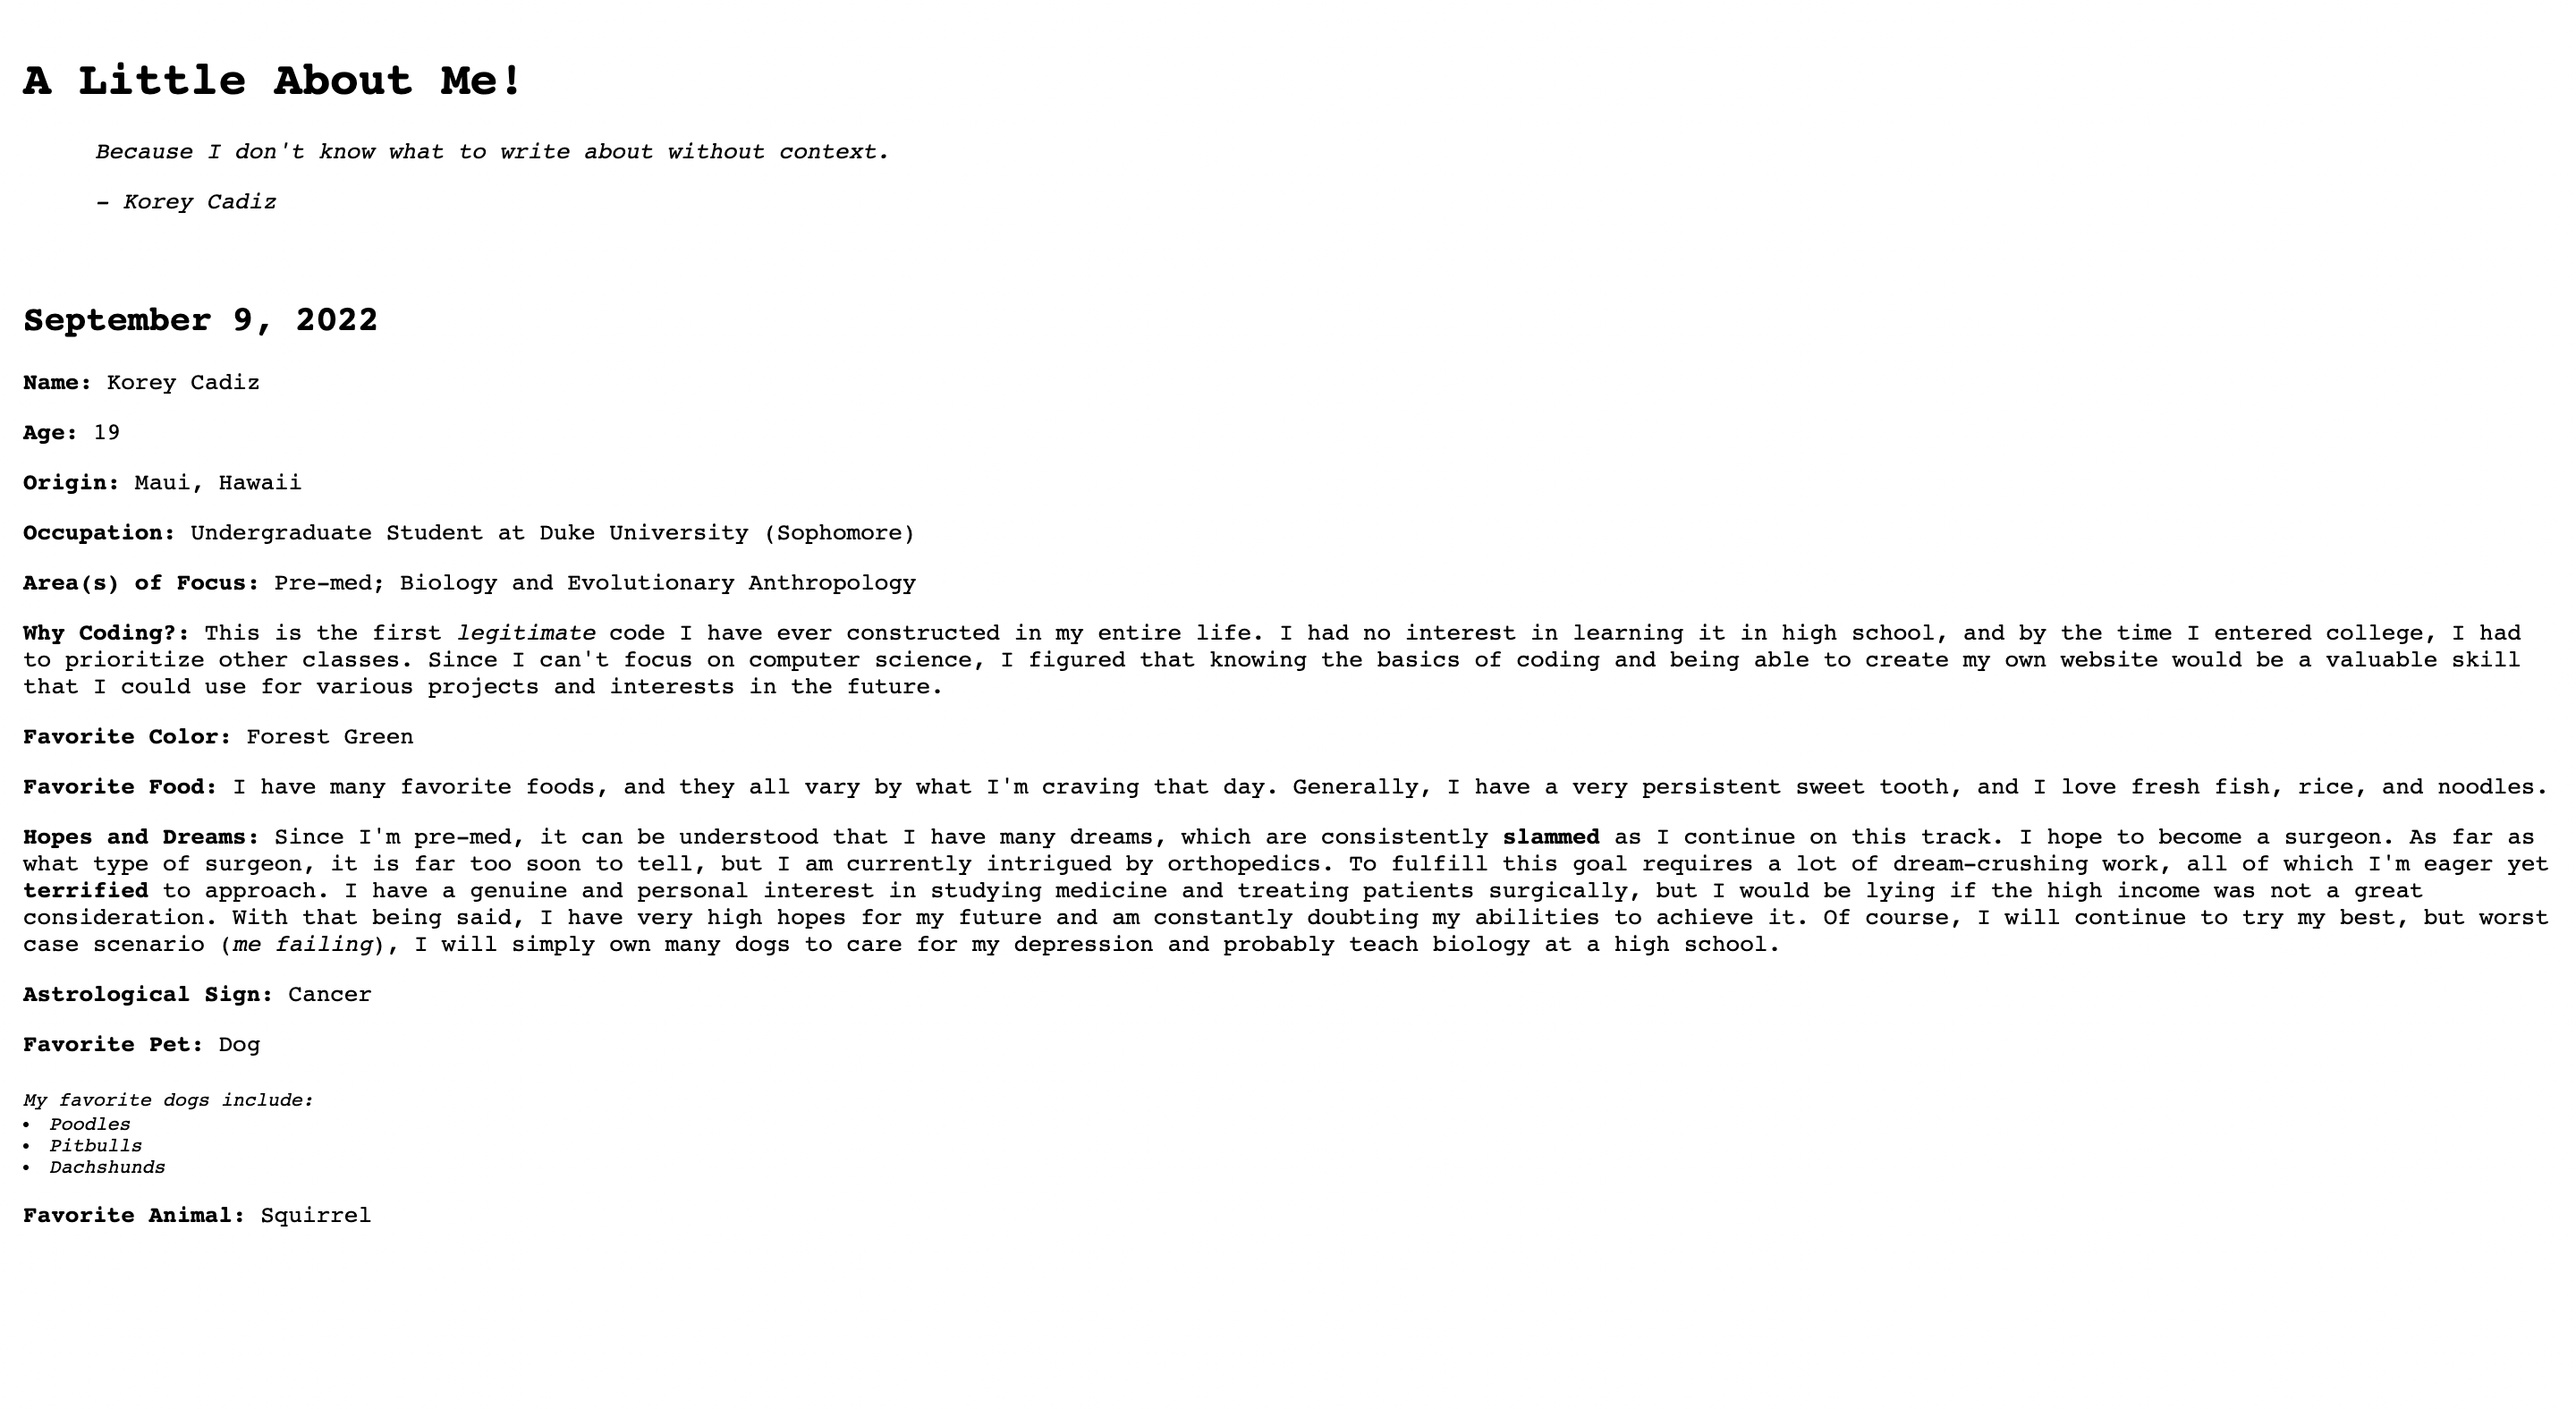 A Little About Me!
Because I don't know what to write about without context.
- Korey Cadiz
September 9, 2022
Name: Korey Cadiz
Age: 19
Origin: Maui, Hawaii
Occupation: Undergraduate Student at Duke University (Sophomore)
Area(s) of Focus: Pre-med; Biology and Evolutionary Anthropology
Why Coding?: This is the first legitimate code I have ever constructed in my entire life. I had no interest in learning it in high school, and by the time I entered college, I had
to prioritize other classes. Since I can't focus on computer science, I figured that knowing the basics of coding and being able to create my own website would be a valuable skill
that I could use for various projects and interests in the future.
Favorite Color: Forest Green
Favorite Food: I have many favorite foods, and they all vary by what I'm craving that day. Generally, I have a very persistent sweet tooth, and I love fresh fish, rice, and noodles.
Hopes and Dreams: Since I'm pre-med, it can be understood that I have many dreams, which are consistently slammed as I continue on this track. I hope to become a surgeon. As far as
what type of surgeon, it is far too soon to tell, but I am currently intrigued by orthopedics. To fulfill this goal requires a lot of dream-crushing work, all of which I'm eager yet
terrified to approach. I have a genuine and personal interest in studying medicine and treating patients surgically, but I would be lying if the high income was not a great
consideration. With that being said, I have very high hopes for my future and am constantly doubting my abilities to achieve it. Of course, I will continue to try my best, but worst
case scenario (me failing), I will simply own many dogs to care for my depression and probably teach biology at a high school.
Astrological Sign: Cancer
Favorite Pet: Dog
My favorite dogs include:
• Poodles
• Pitbulls
• Dachshunds
Favorite Animal: Squirrel